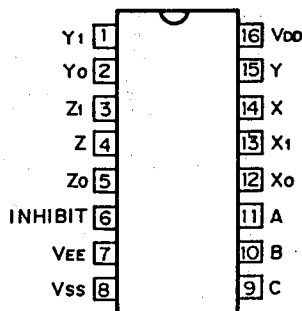 Y1 1 16 VDD
Y0 2 15 Y
Z1 3 14 X
Z 4 13 X1
Z0 5 12 X0
INHIBIT 6 11 A
VEE 7 10 B
VSS 8 9 C